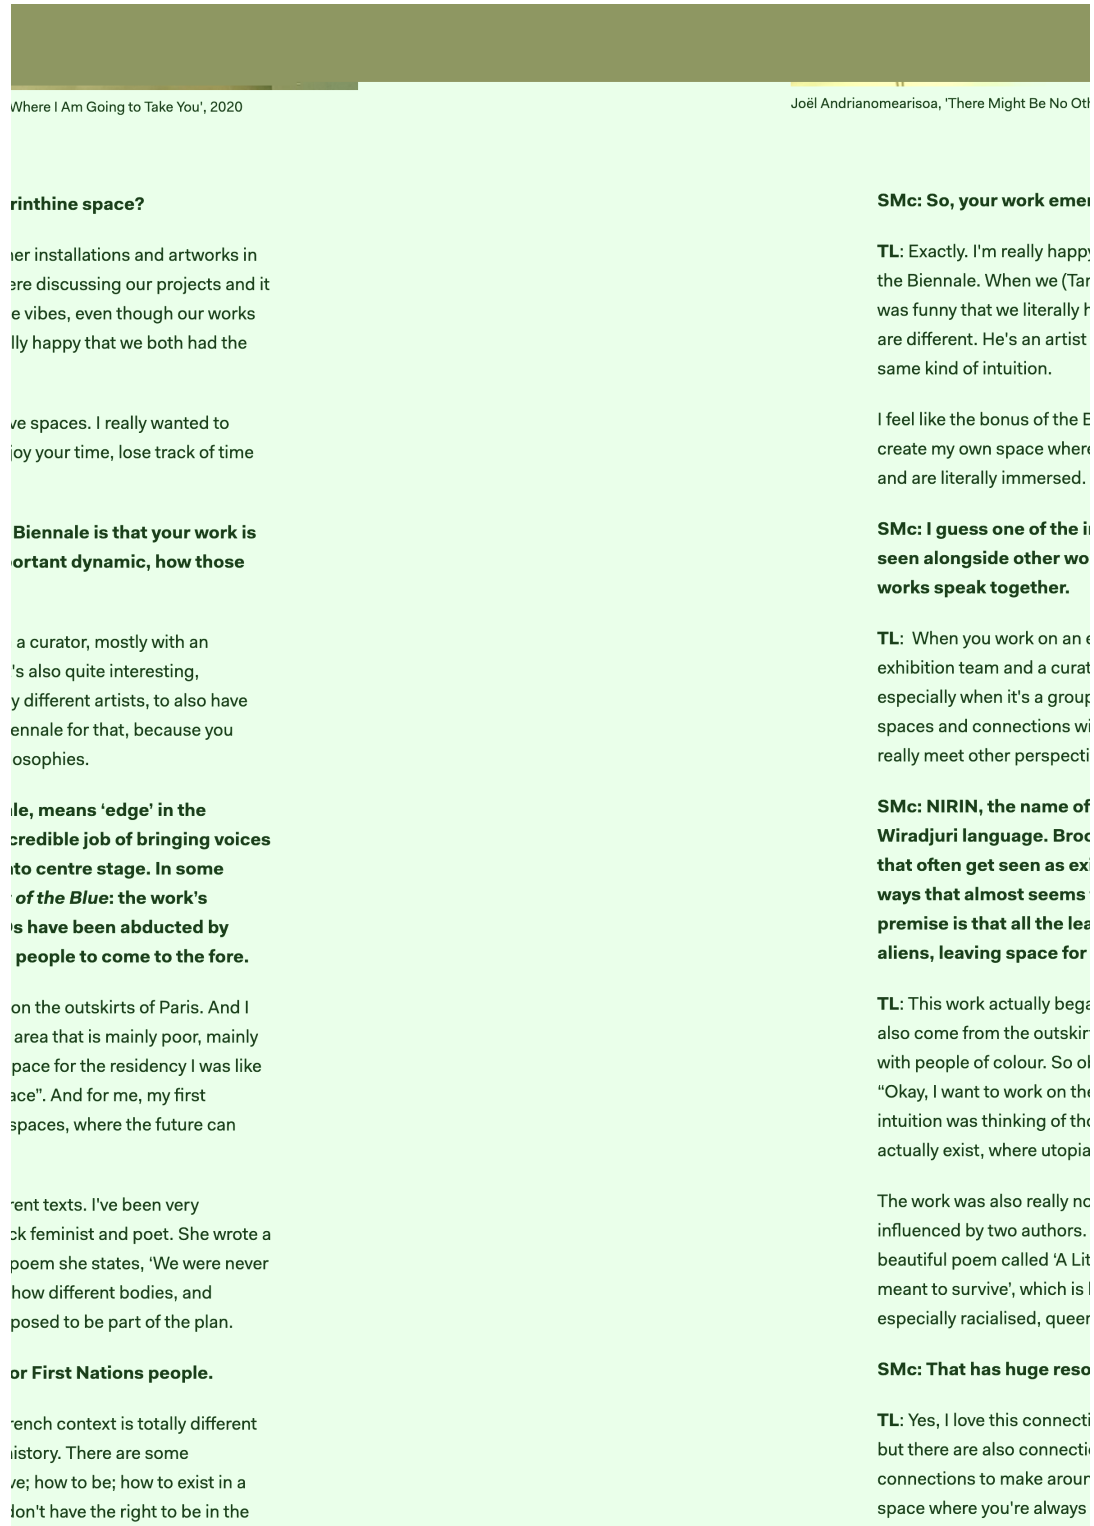 Where I Am Going to Take You', 2020
rinthine space?
her installations and artworks in
ere discussing our projects and it
e vibes, even though our works
lly happy that we both had the
ve spaces. I really wanted to
joy your time, lose track of time
Biennale is that your work is
portant dynamic, how those
a curator, mostly with an
's also quite interesting,
y different artists, to also have
ennale for that, because you
osophies.
ale, means ‘edge’ in the
credible job of bringing voices
nto centre stage. In some
of the Blue: the work’s
Os have been abducted by
people to come to the fore.
on the outskirts of Paris. And I
area that is mainly poor, mainly
pace for the residency I was like
ace”. And for me, my first
spaces, where the future can
rent texts. I've been very
ck feminist and poet. She wrote a
poem she states, ‘We were never
how different bodies, and
posed to be part of the plan.
or First Nations people.
rench context is totally different
history. There are some
ve; how to be; how to exist in a
don't have the right to be in the
Joël Andrianomearisoa, 'There Might Be No Oth
SMc: So, your work emer
TL: Exactly. I'm really happy
the Biennale. When we (Tar
was funny that we literally h
are different. He's an artist
same kind of intuition.
I feel like the bonus of the B
create my own space where
and are literally immersed.
SMc: I guess one of the i
seen alongside other wo
works speak together.
TL:  When you work on an e
exhibition team and a curat
especially when it's a group
spaces and connections wi
really meet other perspecti
SMc: NIRIN, the name of
Wiradjuri language. Broo
that often get seen as exi
ways that almost seems
premise is that all the lea
aliens, leaving space for
TL: This work actually bega
also come from the outskir
with people of colour. So ob
“Okay, I want to work on the
intuition was thinking of tho
actually exist, where utopia
The work was also really no
influenced by two authors.
beautiful poem called ‘A Lit
meant to survive’, which is
especially racialised, queer
SMc: That has huge reso
TL: Yes, I love this connecti
but there are also connectio
connections to make aroun
space where you're always